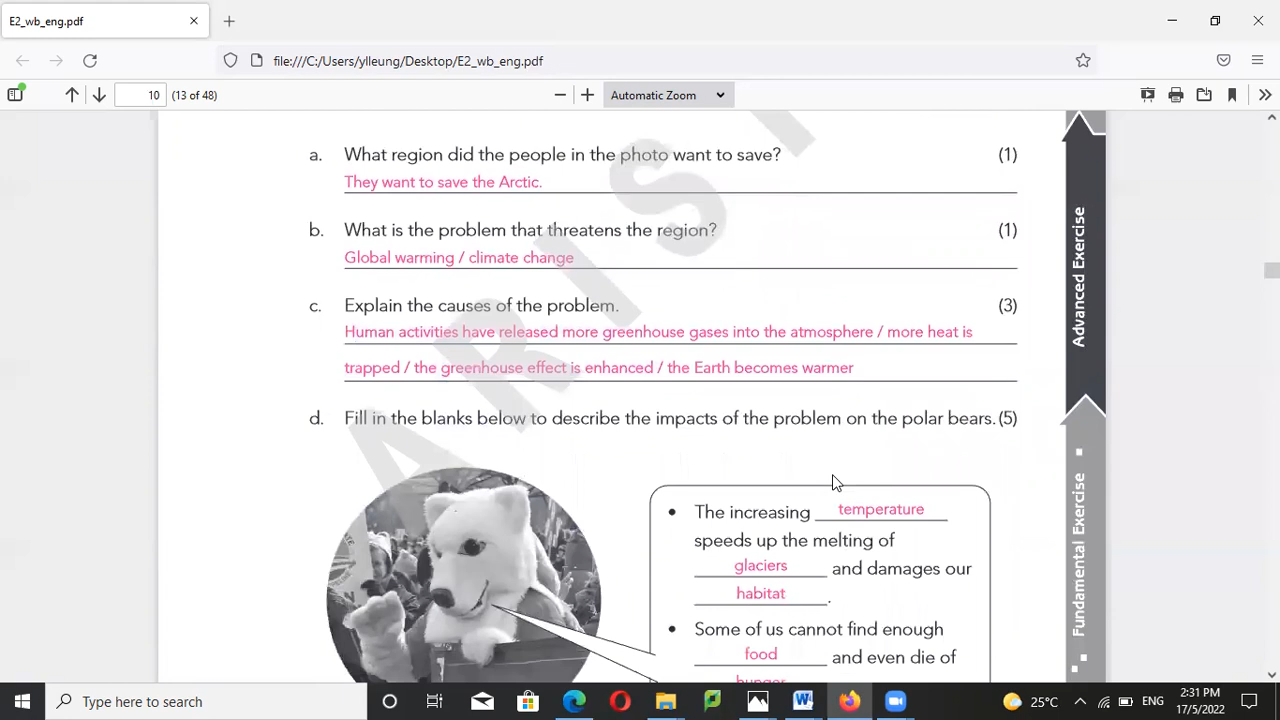 E2_wb_eng.pdf
file:///C:/Users/ylleung/Desktop/E2_wb_eng.pdf
10 (13 of 48) Automatic Zoom
a. What region did the people in the photo want to save? (1)
They want to save the Arctic.
b. What is the problem that threatens the region? (1)
Global warming / climate change
c. Explain the causes of the problem. (3)
Human activities have released more greenhouse gases into the atmosphere / more heat is
trapped / the greenhouse effect is enhanced / the Earth becomes warmer
d. Fill in the blanks below to describe the impacts of the problem on the polar bears. (5)
• The increasing temperature
speeds up the melting of
glaciers and damages our
habitat.
• Some of us cannot find enough
food and even die of
hunger
Advanced Exercise
Fundamental Exercise
ARIST
Type here to search
25°C
ENG
2:31 PM
17/5/2022